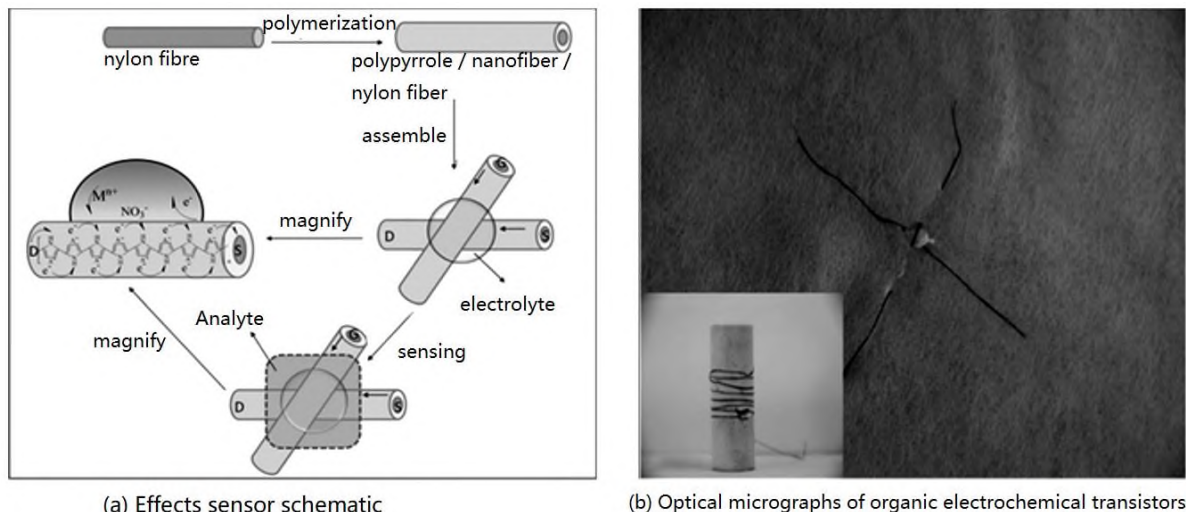 polymerization
nylon fibre
polypyrrole / nanofiber /
nylon fiber
assemble
G
Mⁿ⁺
NO₃⁻
e⁻
magnify
D
S
D
S
e⁻ e⁻ e⁻ e⁻
e⁻ e⁻ e⁻ e⁻
electrolyte
Analyte
magnify
sensing
G
D
S
(a) Effects sensor schematic
(b) Optical micrographs of organic electrochemical transistors